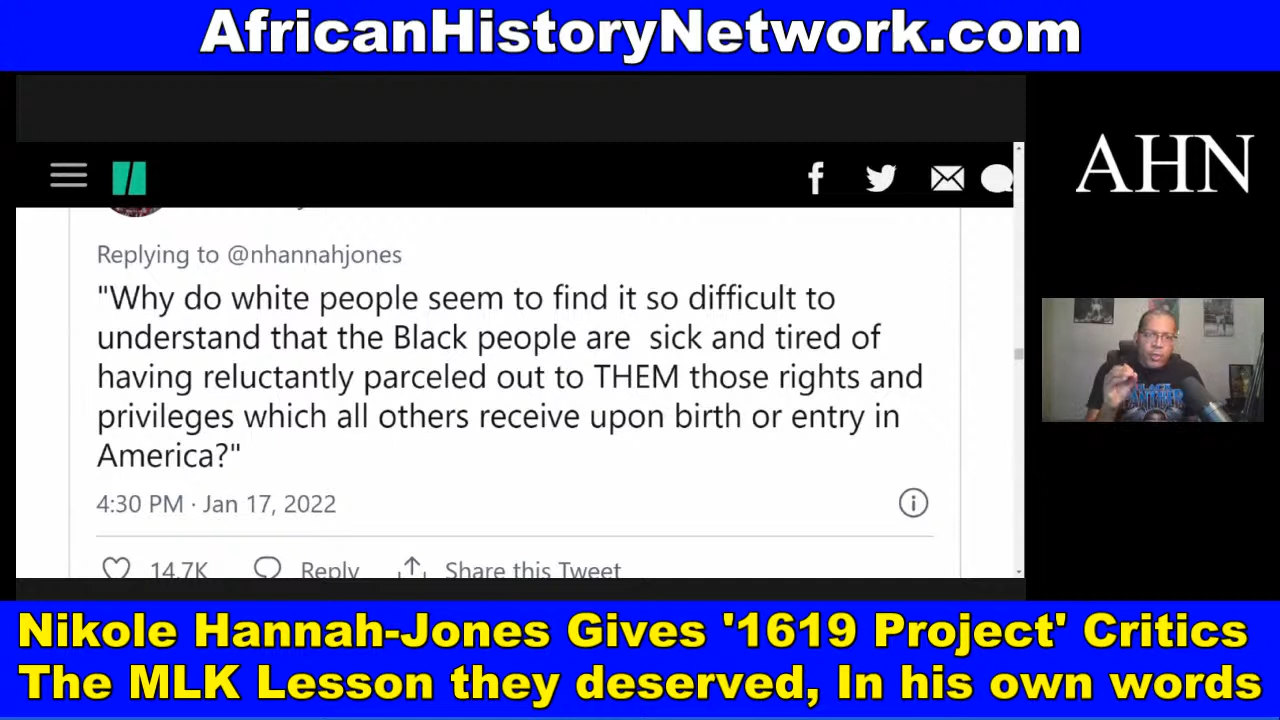 AfricanHistoryNetwork.com
AHN
Replying to @nhannahjones
"Why do white people seem to find it so difficult to
understand that the Black people are sick and tired of
having reluctantly parceled out to THEM those rights and
privileges which all others receive upon birth or entry in
America?"
4:30 PM · Jan 17, 2022
14.7K Reply Share this Tweet
Nikole Hannah-Jones Gives '1619 Project' Critics
The MLK Lesson they deserved, In his own words